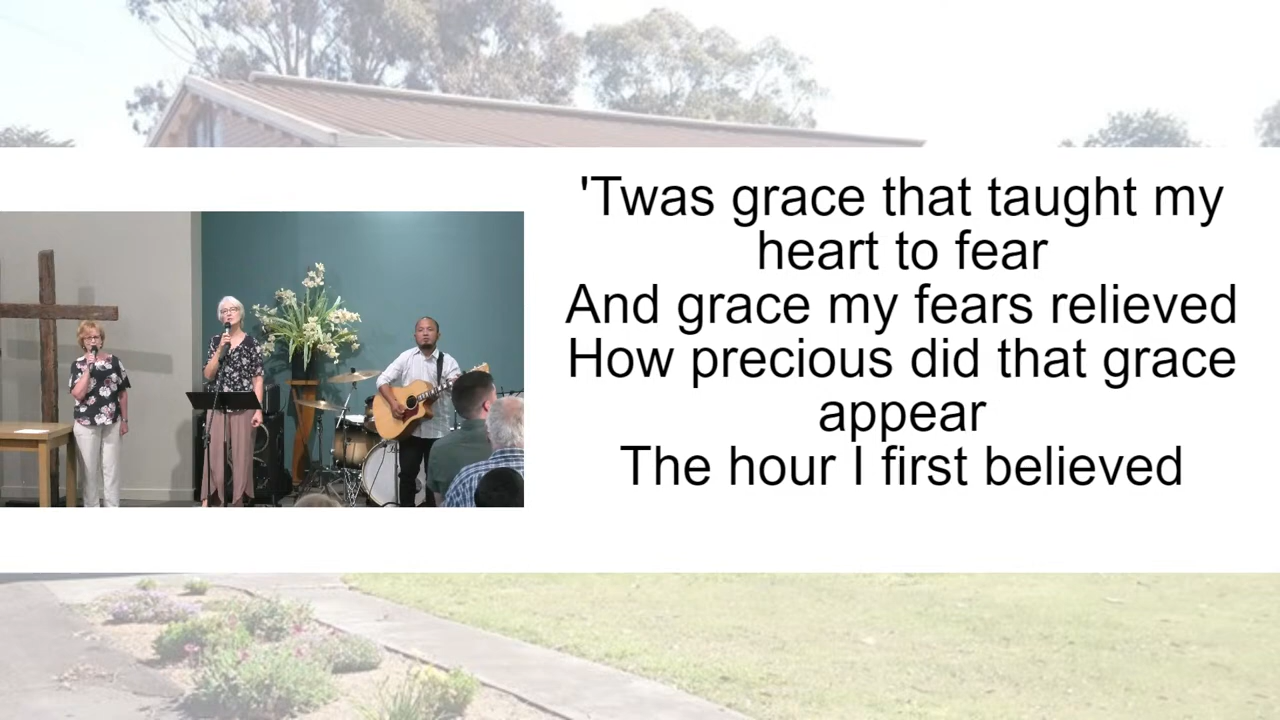 'Twas grace that taught my
heart to fear
And grace my fears relieved
How precious did that grace
appear
The hour I first believed